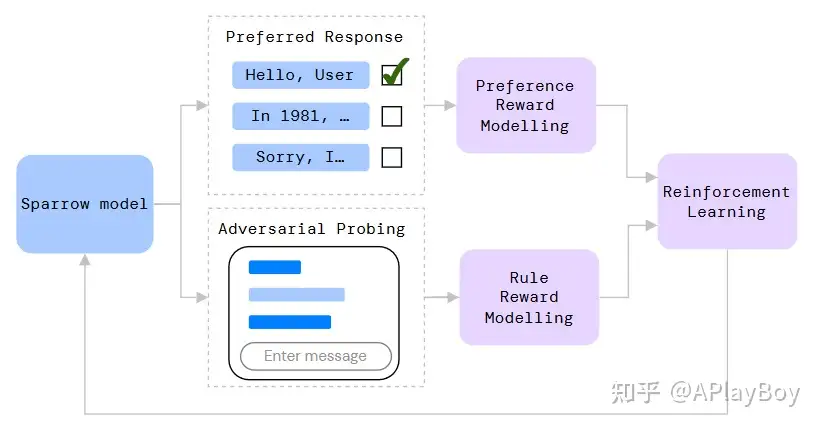 Preferred Response
Hello, User
In 1981, …
Sorry, I…
Preference
Reward
Modelling
Sparrow model
Reinforcement
Learning
Adversarial Probing
Enter message
Rule
Reward
Modelling
知乎 @APlayBoy